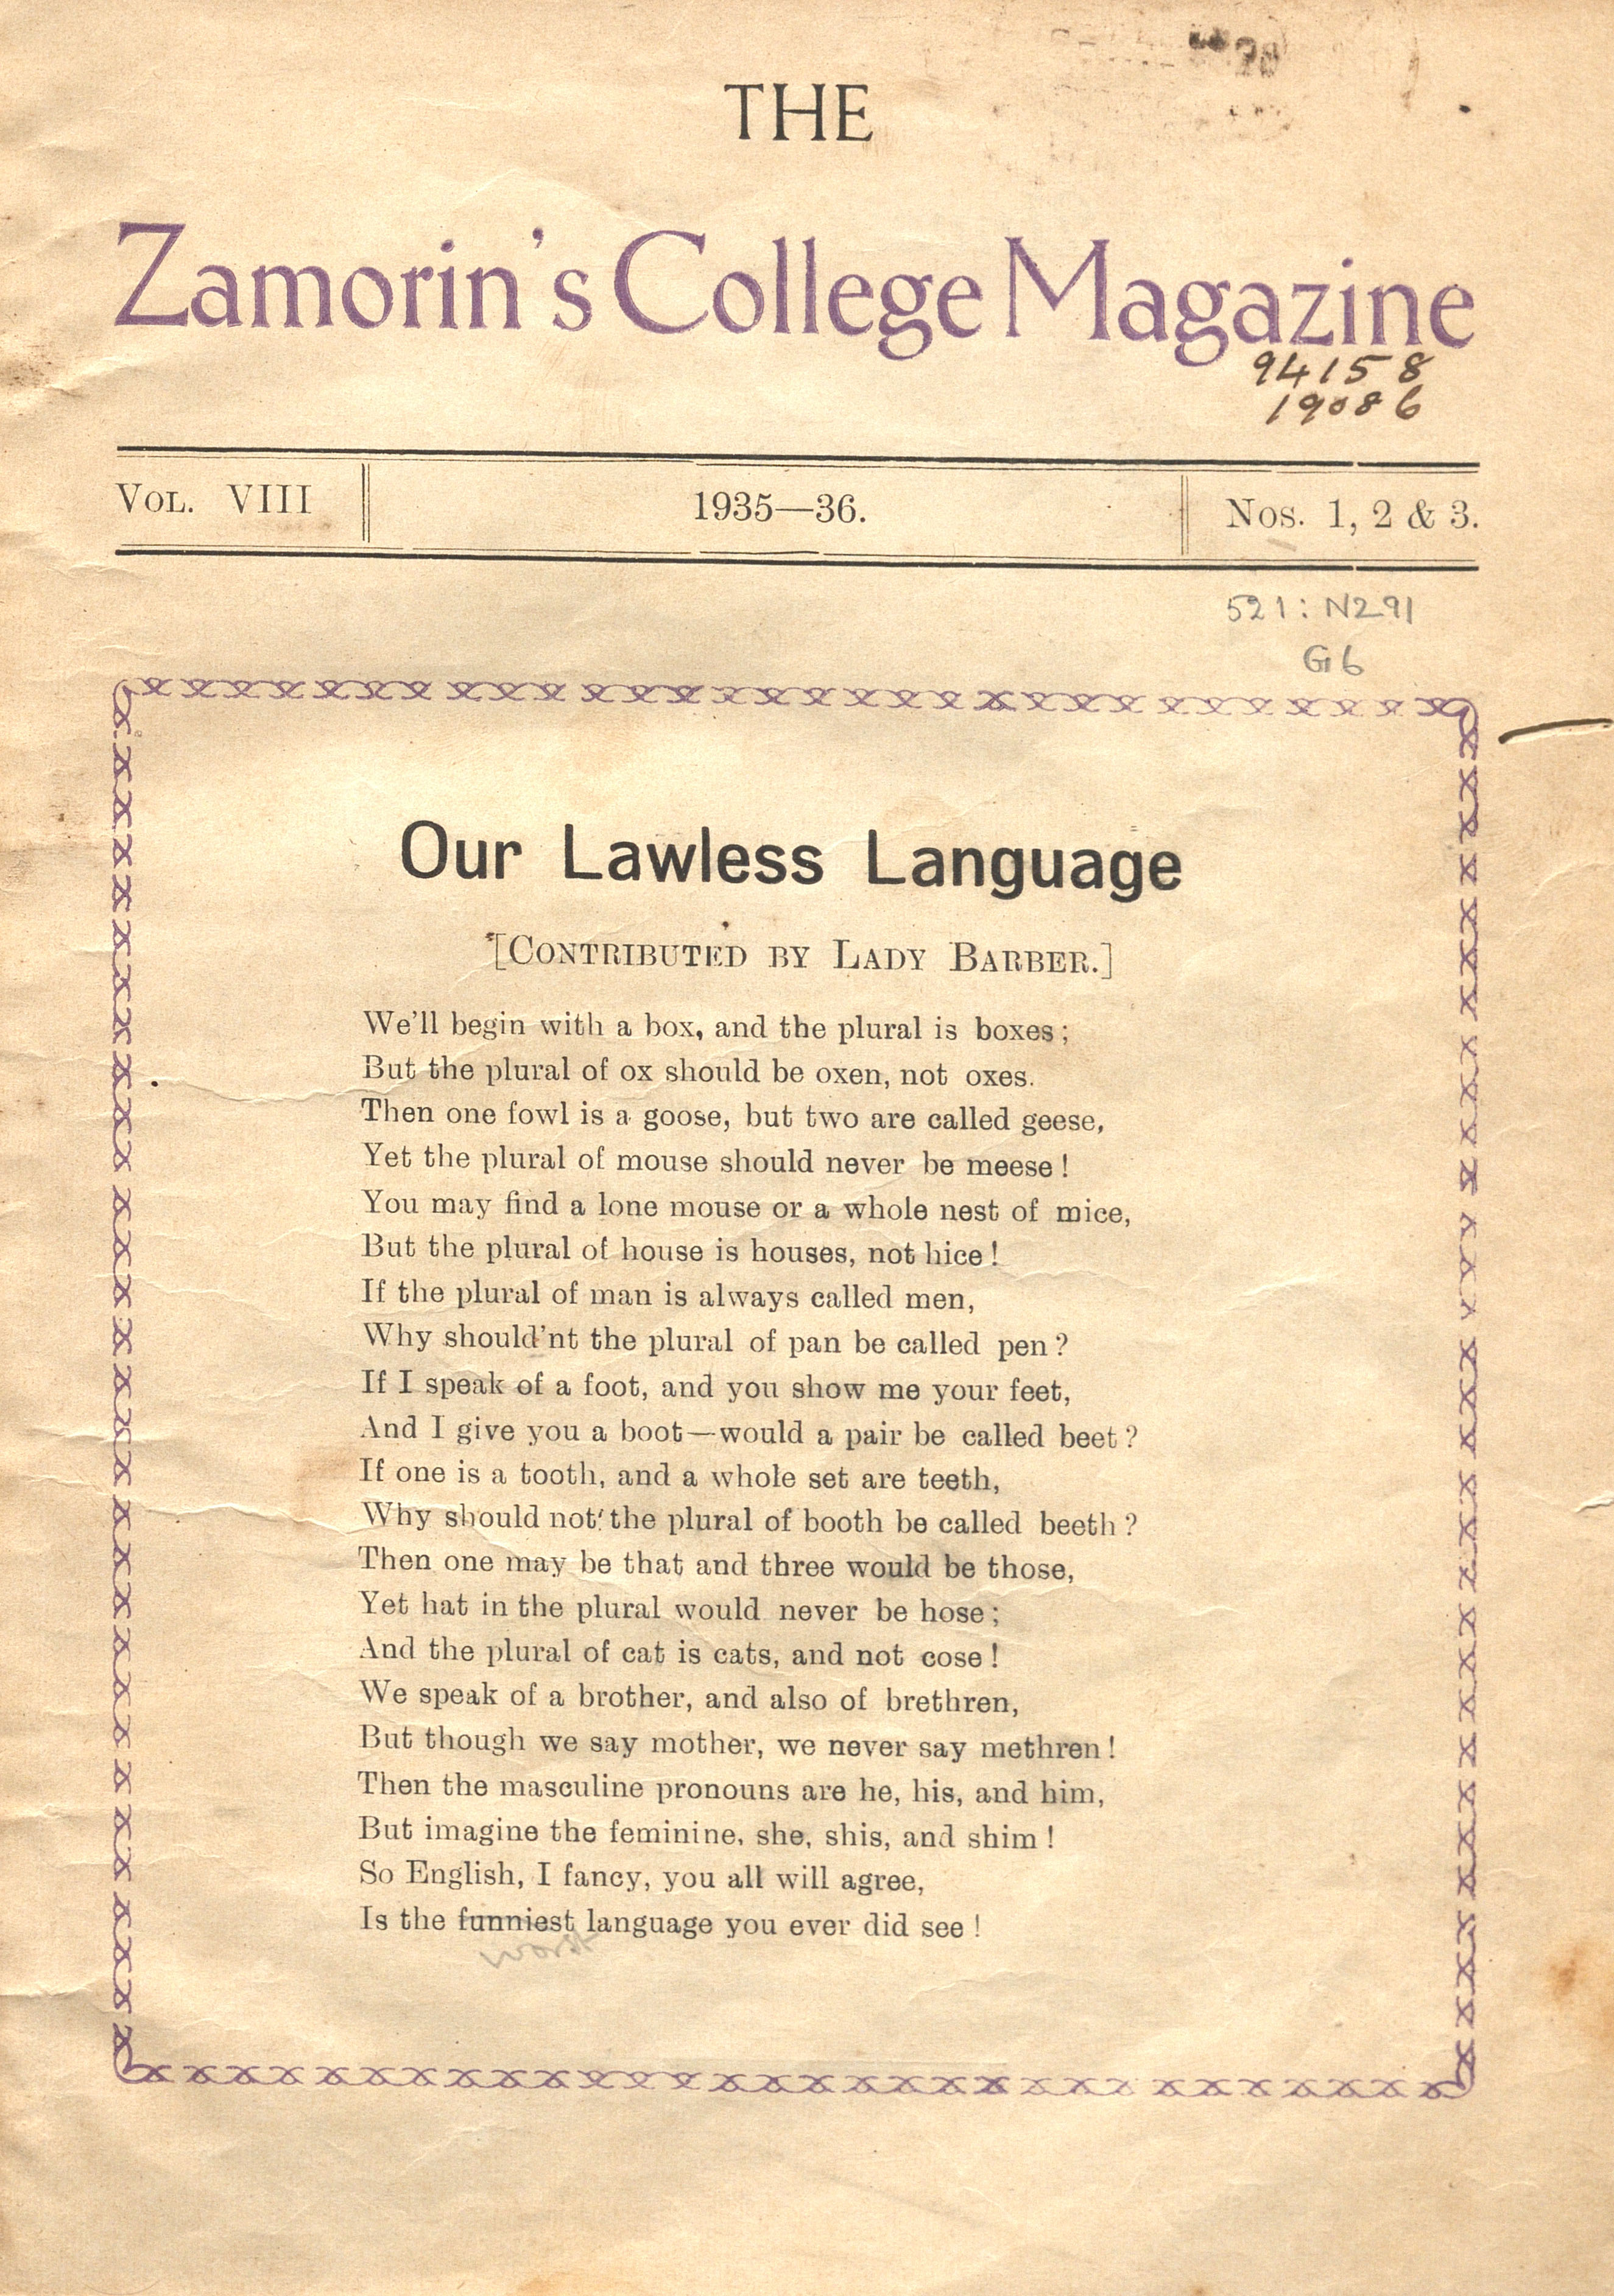 THE
Zamorin's College Magazine
94158
19086
VOL. VIII
1935—36.
Nos. 1, 2 & 3.
521:N291
G6
Our Lawless Language
[CONTRIBUTED BY LADY BARBER.]
We'll begin with a box, and the plural is boxes;
But the plural of ox should be oxen, not oxes.
Then one fowl is a goose, but two are called geese,
Yet the plural of mouse should never be meese!
You may find a lone mouse or a whole nest of mice,
But the plural of house is houses, not hice!
If the plural of man is always called men,
Why should'nt the plural of pan be called pen?
If I speak of a foot, and you show me your feet,
And I give you a boot—would a pair be called beet?
If one is a tooth, and a whole set are teeth,
Why should not the plural of booth be called beeth?
Then one may be that and three would be those,
Yet hat in the plural would never be hose;
And the plural of cat is cats, and not cose!
We speak of a brother, and also of brethren,
But though we say mother, we never say methren!
Then the masculine pronouns are he, his, and him,
But imagine the feminine, she, shis, and shim!
So English, I fancy, you all will agree,
Is the funniest language you ever did see!
worst